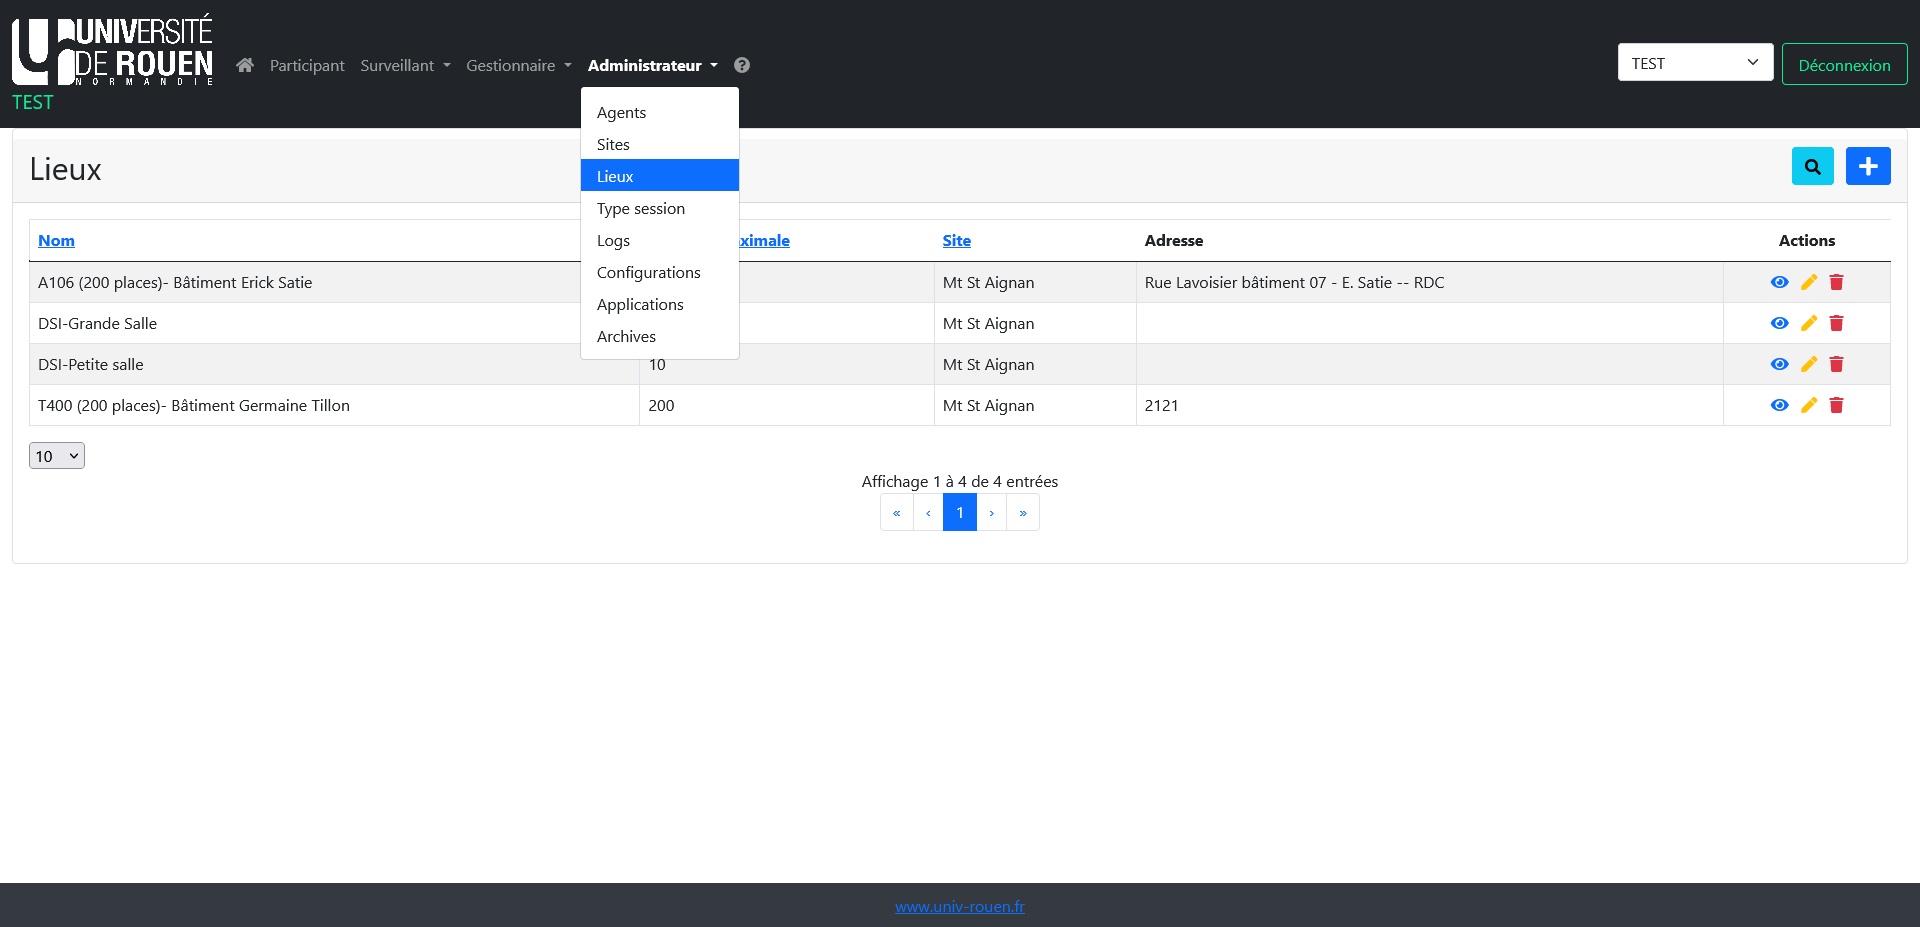 UNIVERSITÉ
DE ROUEN
NORMANDIE
TEST
Participant
Surveillant
Gestionnaire
Administrateur
TEST
Déconnexion
Agents
Sites
Lieux
Type session
Logs
Configurations
Applications
Archives
Lieux
Nom ximale Site Adresse Actions
A106 (200 places)- Bâtiment Erick Satie Mt St Aignan Rue Lavoisier bâtiment 07 - E. Satie -- RDC
DSI-Grande Salle Mt St Aignan
DSI-Petite salle 10 Mt St Aignan
T400 (200 places)- Bâtiment Germaine Tillon 200 Mt St Aignan 2121
10
Affichage 1 à 4 de 4 entrées
« ‹ 1 › »
www.univ-rouen.fr